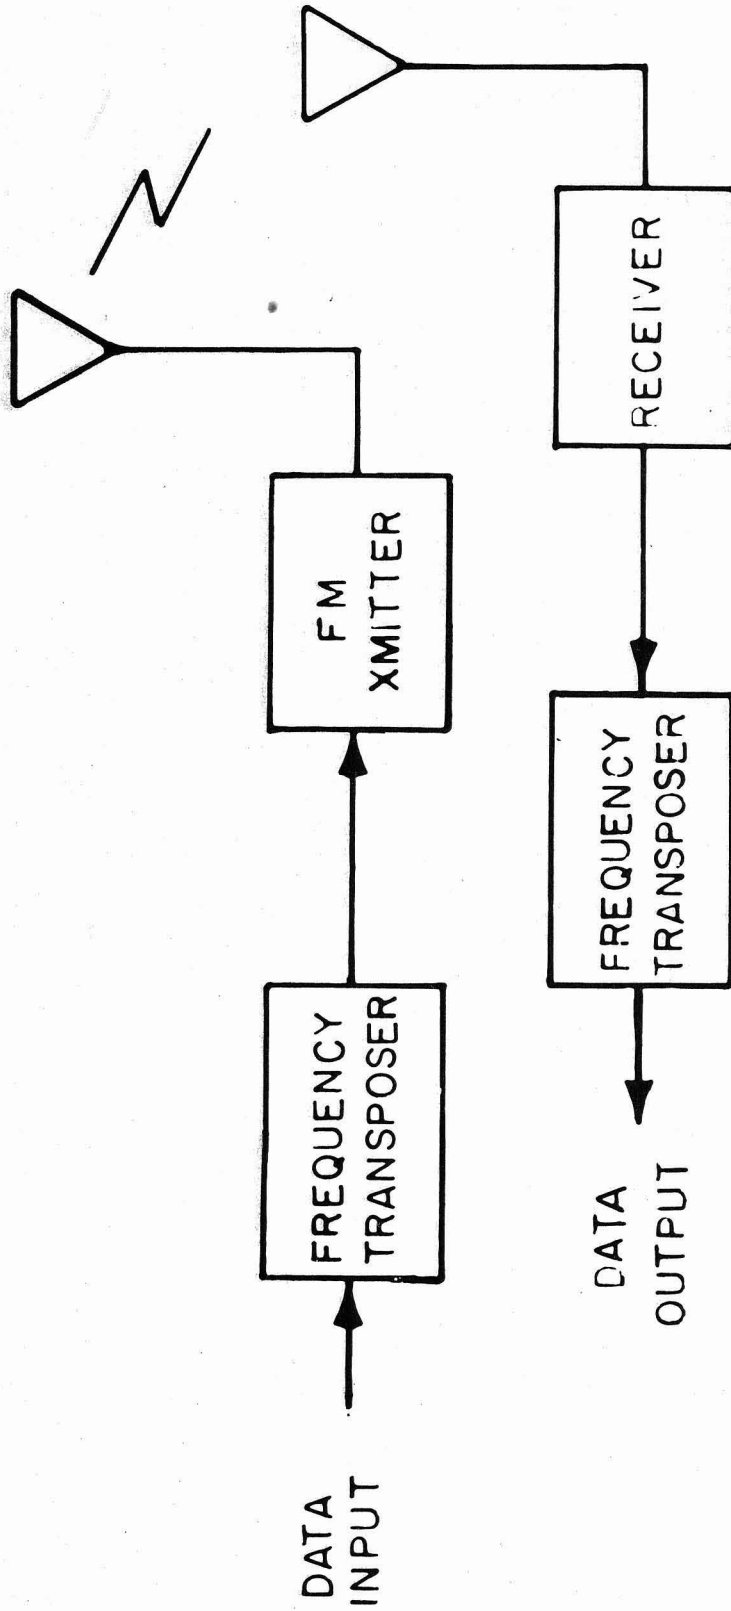 DATA
INPUT
FREQUENCY
TRANSPOSER
FM
XMITTER
RECEIVER
FREQUENCY
TRANSPOSER
DATA
OUTPUT